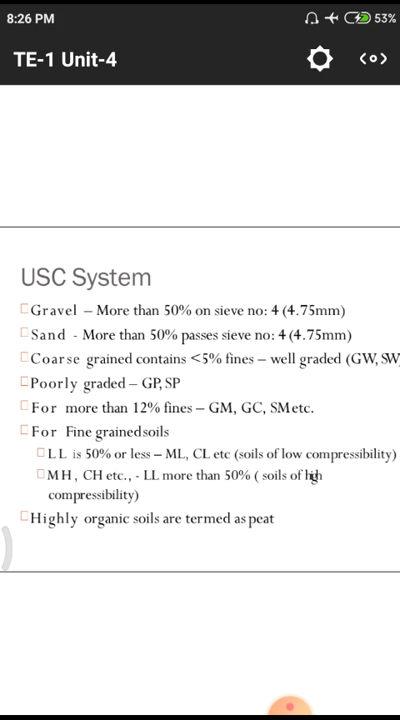 8:26 PM
53%
TE-1 Unit-4
USC System
Gravel – More than 50% on sieve no: 4 (4.75mm)
Sand - More than 50% passes sieve no: 4 (4.75mm)
Coarse grained contains <5% fines – well graded (GW, SW,
Poorly graded – GP, SP
For more than 12% fines – GM, GC, SM etc.
For Fine grained soils
LL is 50% or less – ML, CL etc (soils of low compressibility)
MH, CH etc., - LL more than 50% ( soils of high
compressibility)
Highly organic soils are termed as peat